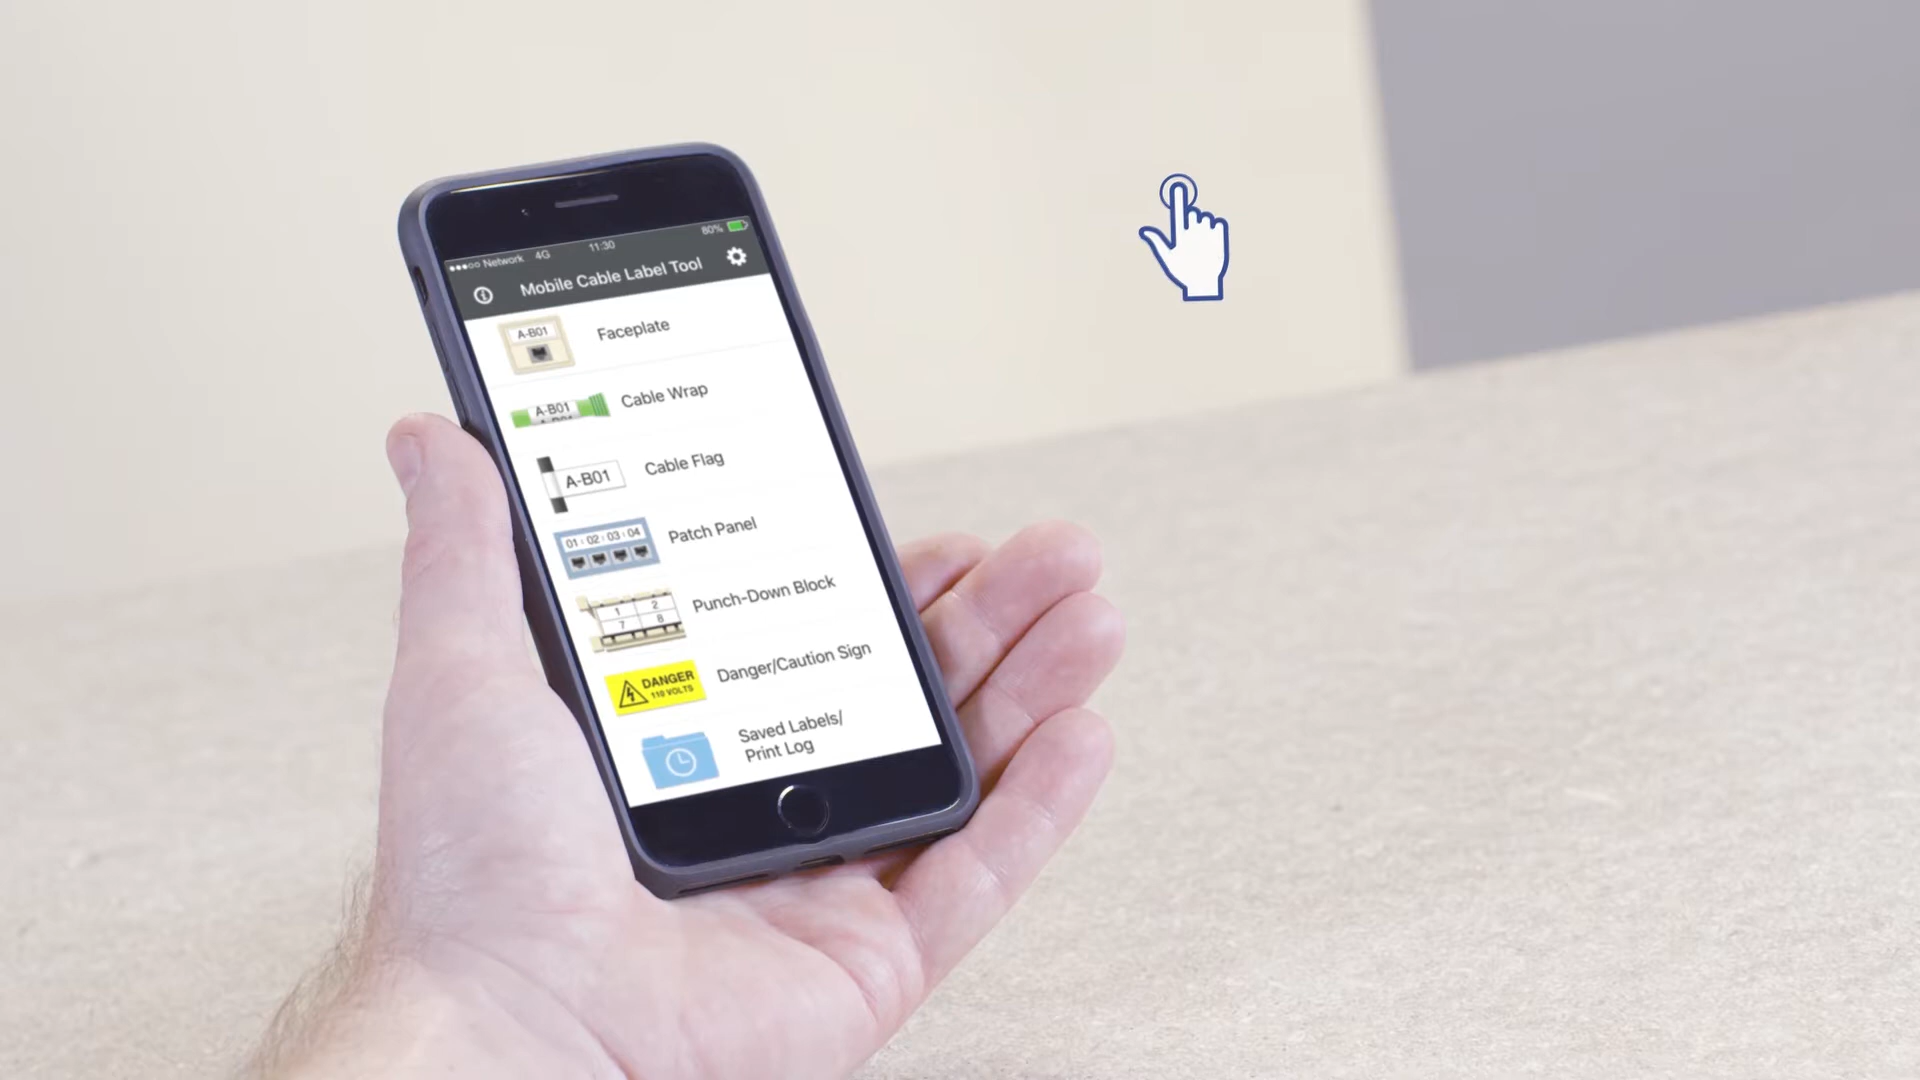 Network 4G 11:30 80%
Mobile Cable Label Tool
A-B01 Faceplate
A-B01 Cable Wrap
A-B01
A-B01 Cable Flag
01 02 03 04 Patch Panel
1 2 Punch-Down Block
7 8
DANGER Danger/Caution Sign
110 VOLTS
Saved Labels/
Print Log